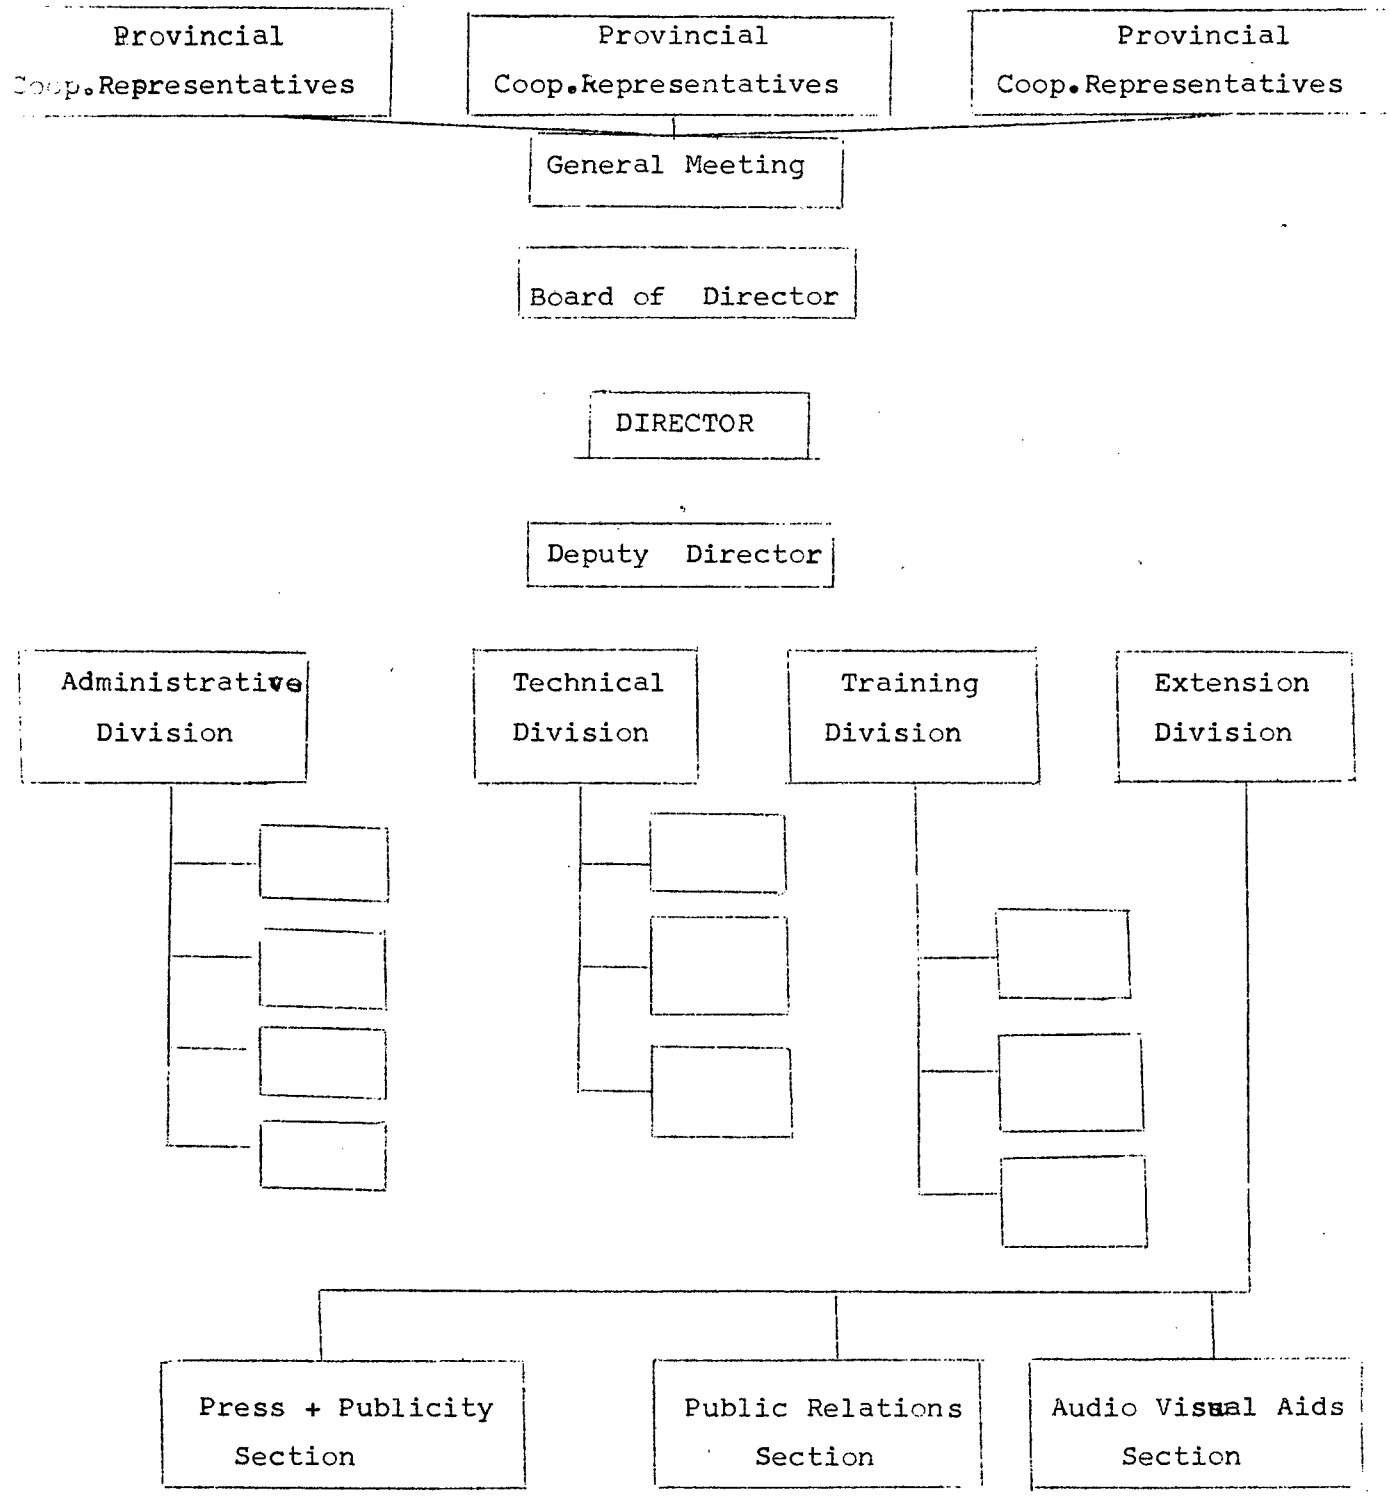 Provincial
Coop.Representatives
Provincial
Coop.Representatives
Provincial
Coop.Representatives
General Meeting
Board of Director
DIRECTOR
Deputy Director
Administrative
Division
Technical
Division
Training
Division
Extension
Division
Press + Publicity
Section
Public Relations
Section
Audio Visual Aids
Section